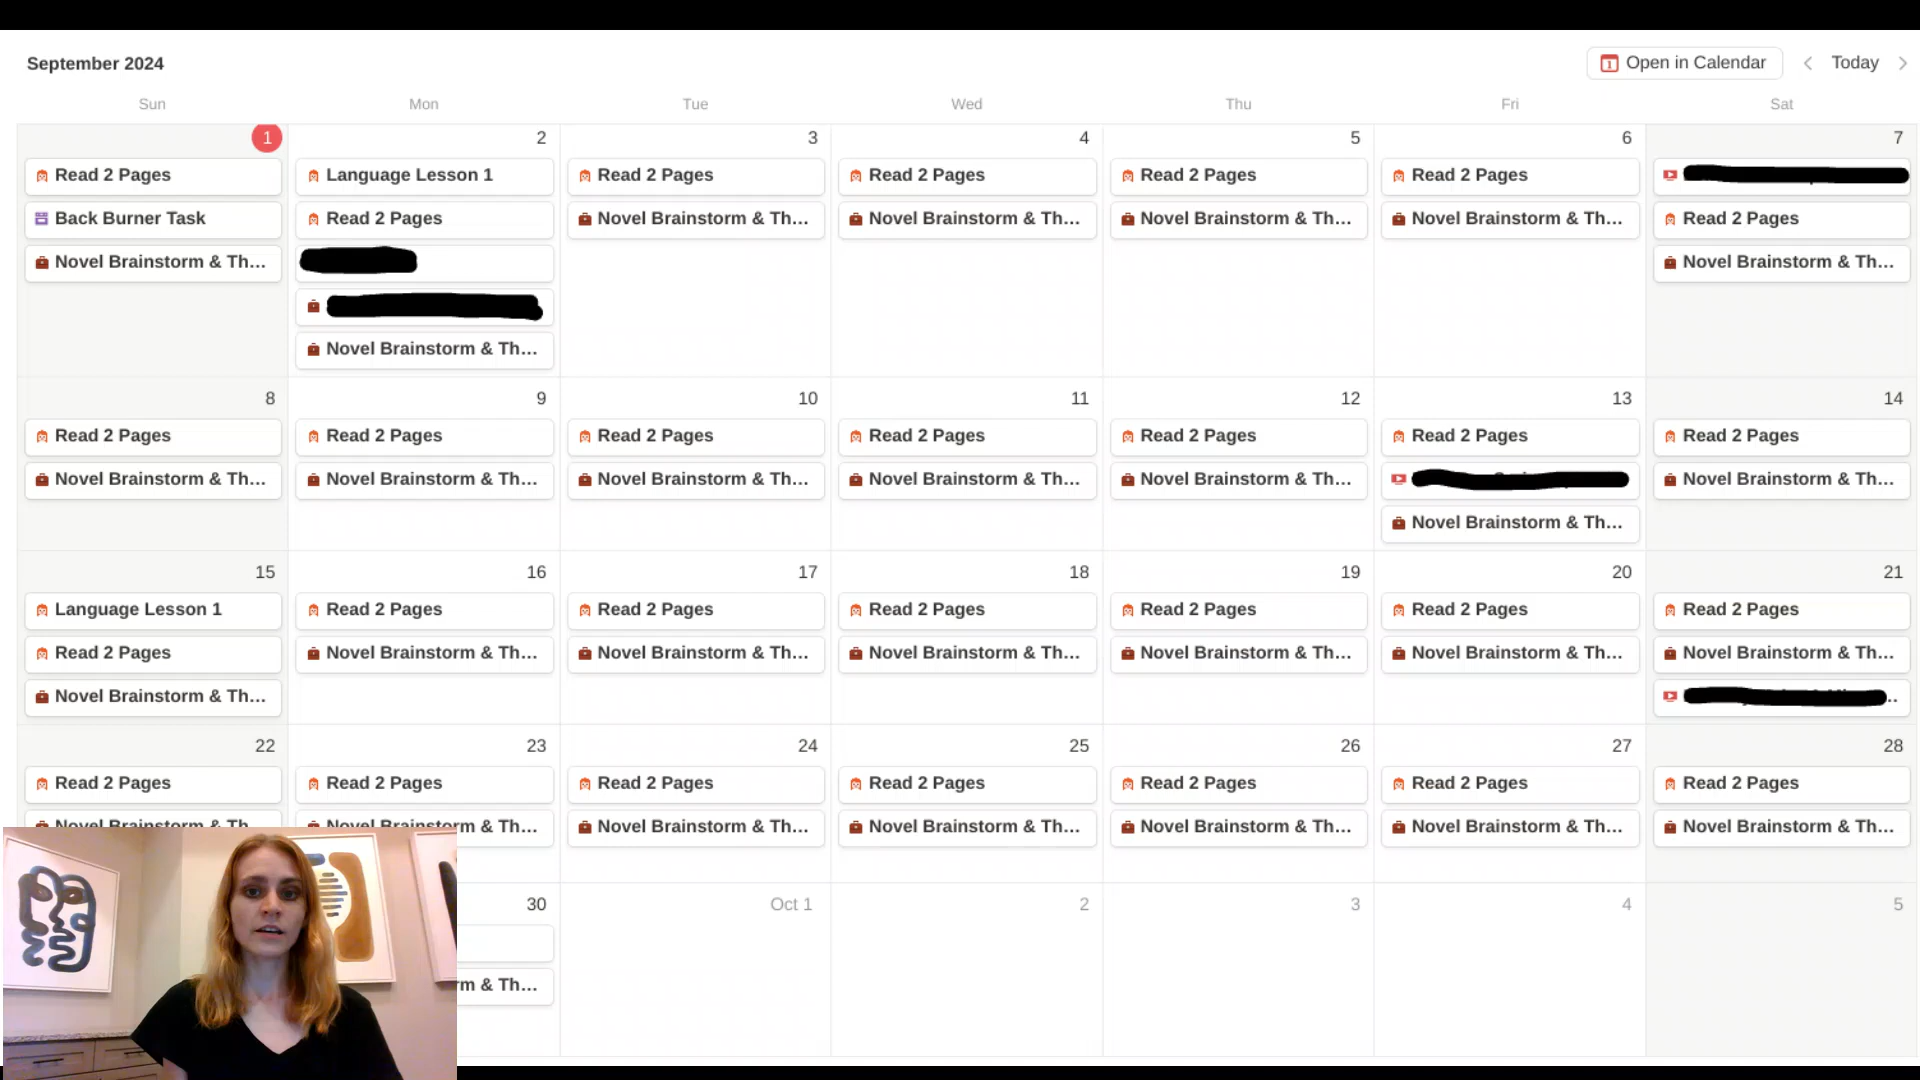 September 2024
Open in Calendar
Today
Sun Mon Tue Wed Thu Fri Sat
1 2 3 4 5 6 7
Read 2 Pages Language Lesson 1 Read 2 Pages Read 2 Pages Read 2 Pages Read 2 Pages
Back Burner Task Read 2 Pages Novel Brainstorm & Th... Novel Brainstorm & Th... Novel Brainstorm & Th... Novel Brainstorm & Th... Read 2 Pages
Novel Brainstorm & Th... Novel Brainstorm & Th...
Novel Brainstorm & Th...
8 9 10 11 12 13 14
Read 2 Pages Read 2 Pages Read 2 Pages Read 2 Pages Read 2 Pages Read 2 Pages Read 2 Pages
Novel Brainstorm & Th... Novel Brainstorm & Th... Novel Brainstorm & Th... Novel Brainstorm & Th... Novel Brainstorm & Th... Novel Brainstorm & Th...
Novel Brainstorm & Th...
15 16 17 18 19 20 21
Language Lesson 1 Read 2 Pages Read 2 Pages Read 2 Pages Read 2 Pages Read 2 Pages Read 2 Pages
Read 2 Pages Novel Brainstorm & Th... Novel Brainstorm & Th... Novel Brainstorm & Th... Novel Brainstorm & Th... Novel Brainstorm & Th... Novel Brainstorm & Th...
Novel Brainstorm & Th...
22 23 24 25 26 27 28
Read 2 Pages Read 2 Pages Read 2 Pages Read 2 Pages Read 2 Pages Read 2 Pages Read 2 Pages
Novel Brainstorm & Th Novel Brainstorm & Th... Novel Brainstorm & Th... Novel Brainstorm & Th... Novel Brainstorm & Th... Novel Brainstorm & Th... Novel Brainstorm & Th...
30 Oct 1 2 3 4 5
& Th...